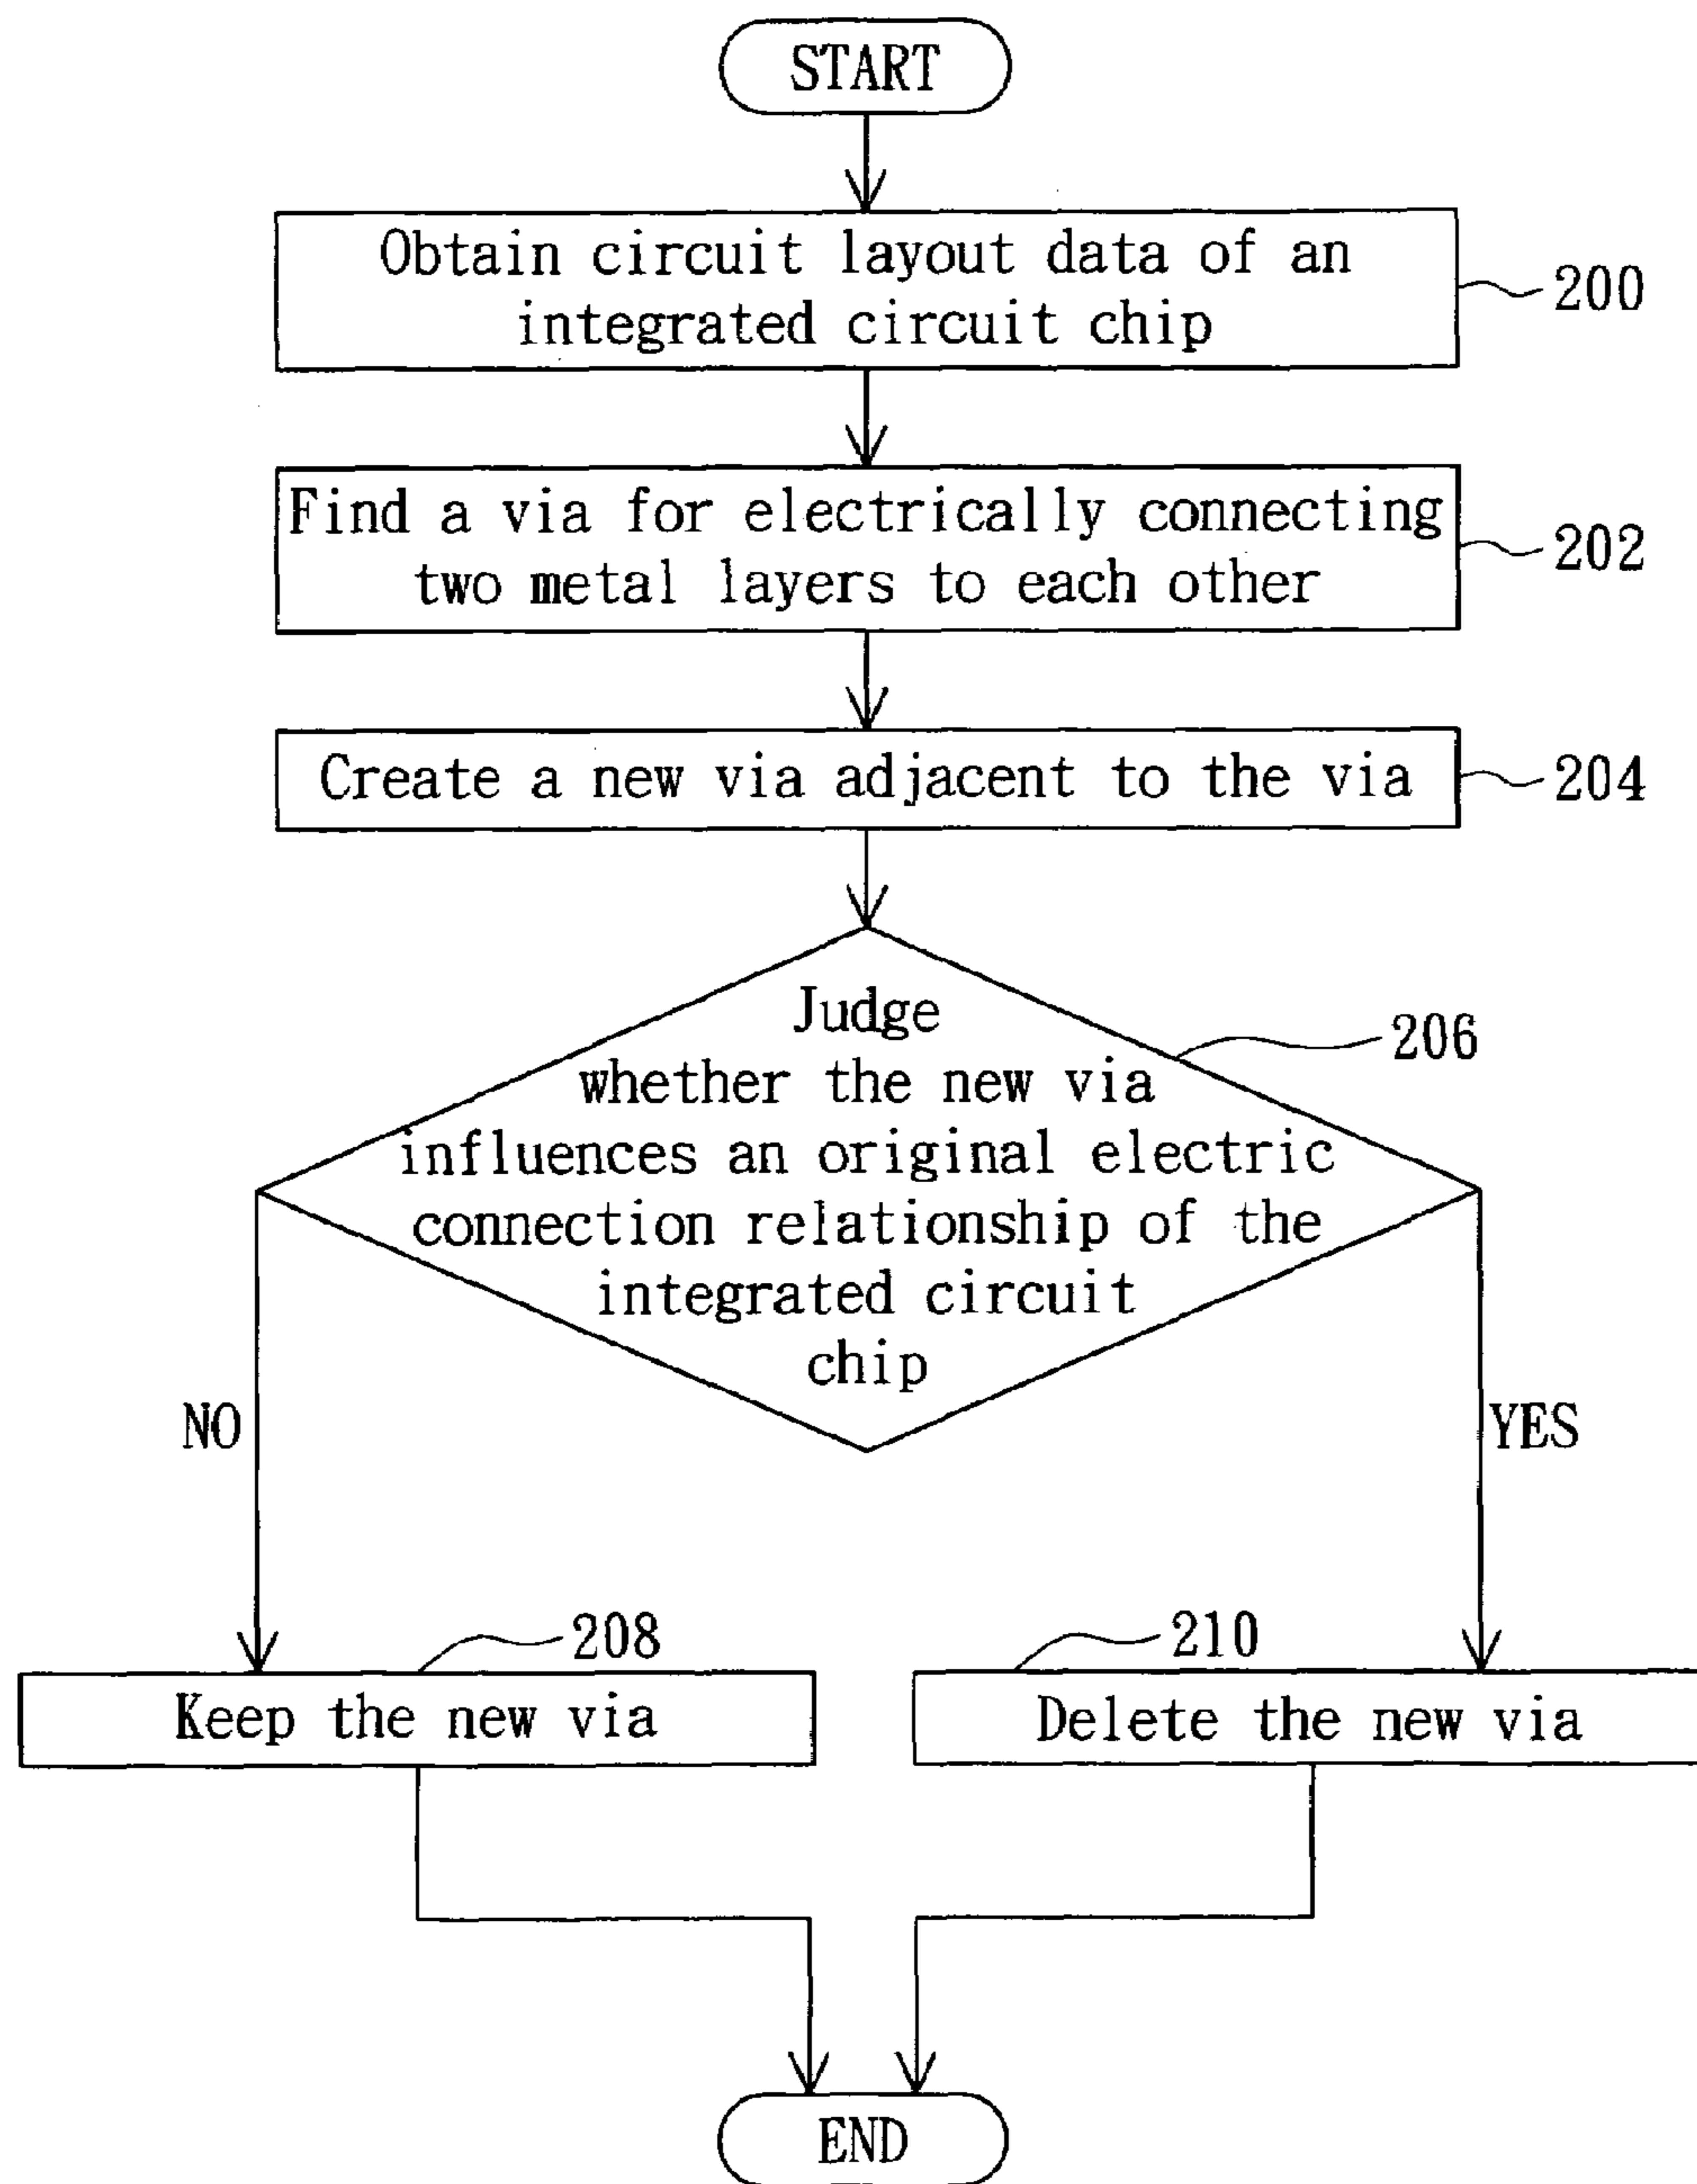 START
Obtain circuit layout data of an
integrated circuit chip
200
Find a via for electrically connecting
two metal layers to each other
202
Create a new via adjacent to the via
204
Judge
whether the new via
influences an original electric
connection relationship of the
integrated circuit
chip
206
NO
YES
208
Keep the new via
210
Delete the new via
END